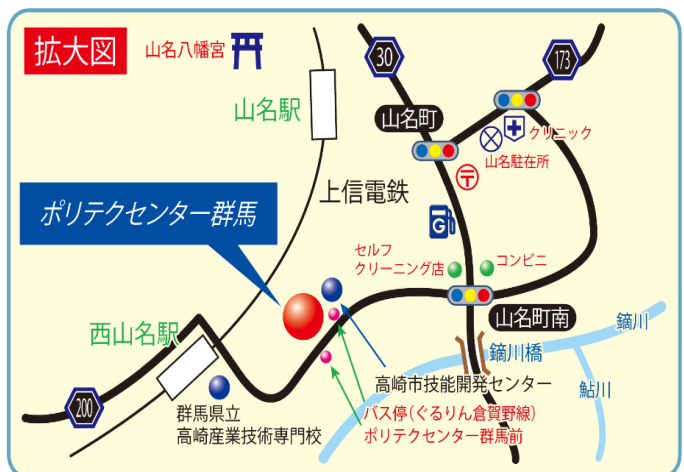 拡大図
山名八幡宮
30
173
山名駅
山名町
クリニック
山名駐在所
〒
上信電鉄
ポリテクセンター群馬
G
セルフ
クリーニング店
コンビニ
山名町南
西山名駅
鏑川
鏑川橋
高崎市技能開発センター
鮎川
200
群馬県立
高崎産業技術専門校
バス停(ぐるりん倉賀野線)
ポリテクセンター群馬前